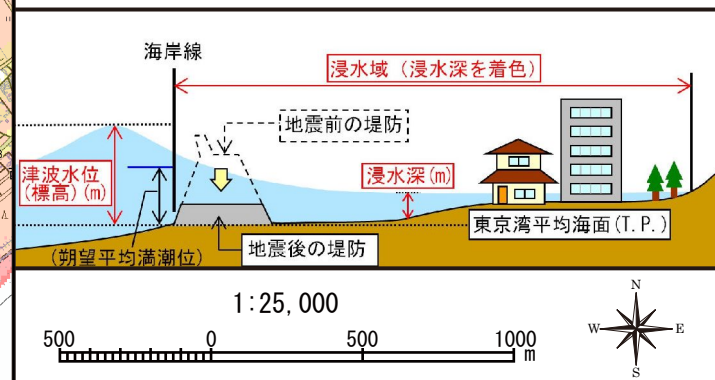 海岸線
浸水域（浸水深を着色）
地震前の堤防
津波水位
(標高)(m)
浸水深(m)
東京湾平均海面(T.P.)
(朔望平均満潮位)
地震後の堤防
1:25,000
500 0 500 1000
m
N
W E
S